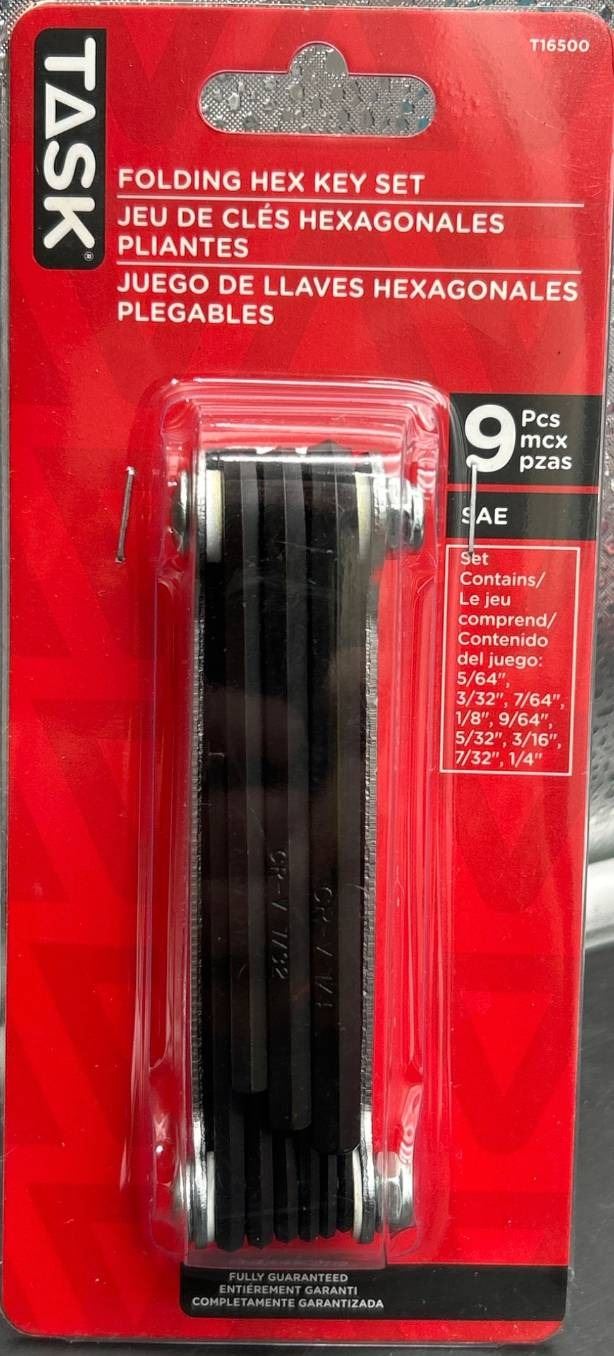 T16500
TASK®
FOLDING HEX KEY SET
JEU DE CLÉS HEXAGONALES
PLIANTES
JUEGO DE LLAVES HEXAGONALES
PLEGABLES
9 Pcs
mcx
pzas
SAE
Set
Contains/
Le jeu
comprend/
Contenido
del juego:
5/64",
3/32", 7/64",
1/8", 9/64",
5/32", 3/16",
7/32", 1/4"
CR-V 7/32
CR-V 1/4
FULLY GUARANTEED
ENTIÈREMENT GARANTI
COMPLETAMENTE GARANTIZADA